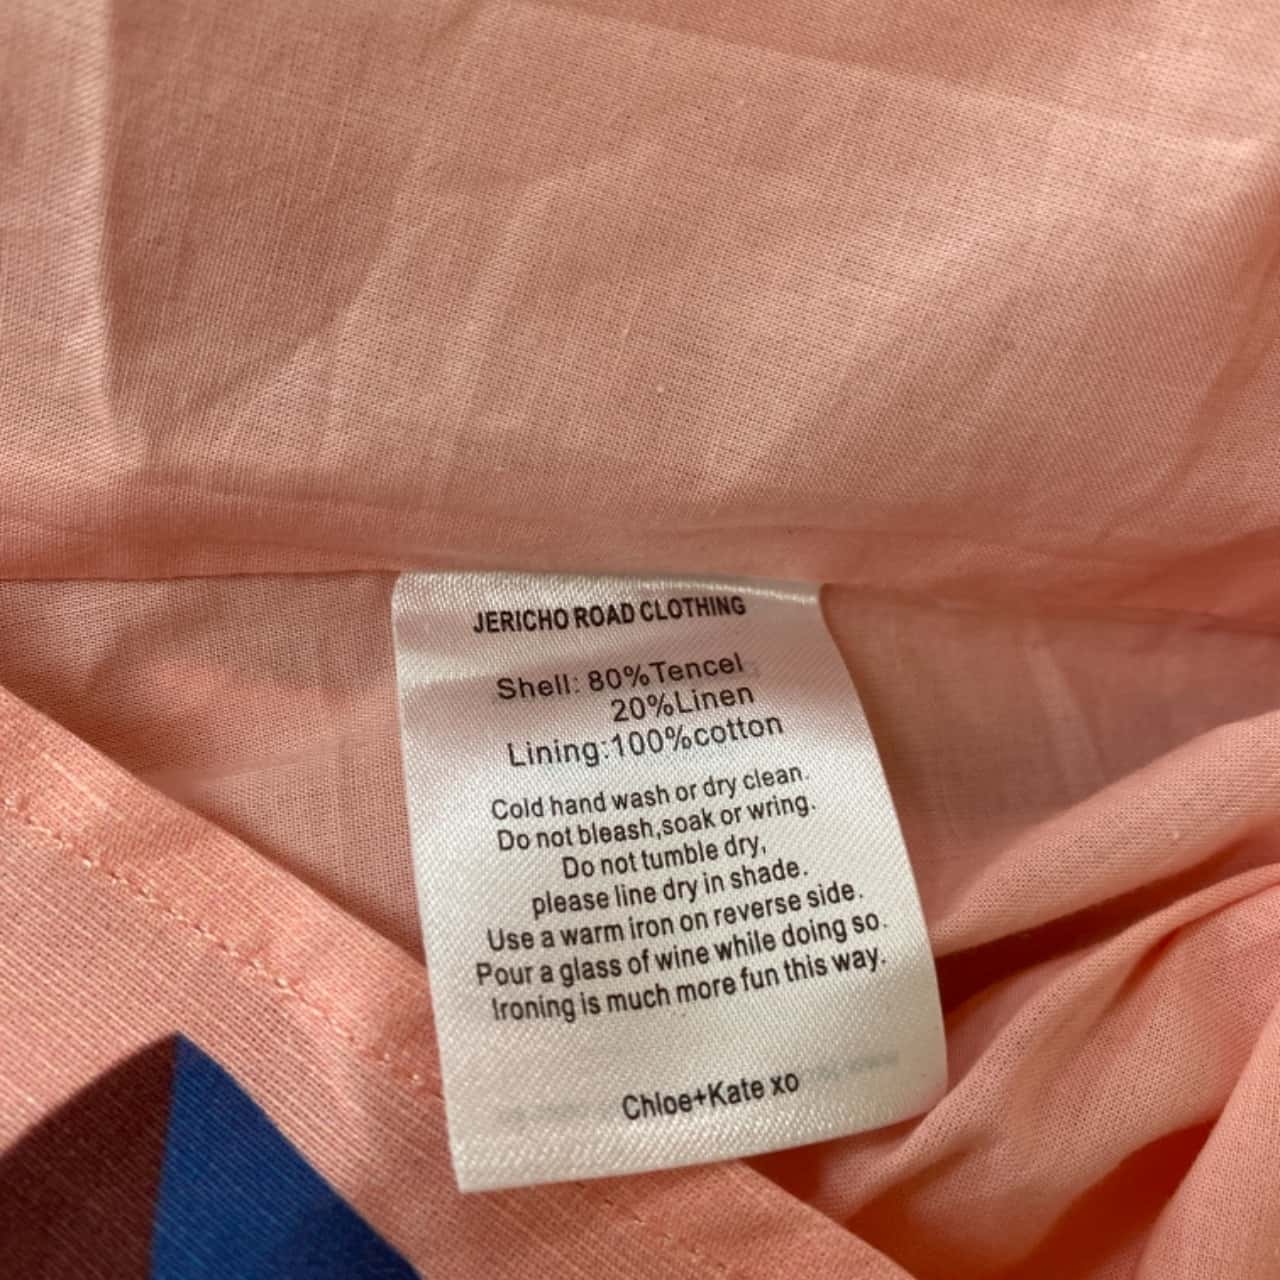 JERICHO ROAD CLOTHING
Shell: 80%Tencel
20%Linen
Lining:100%cotton
Cold hand wash or dry clean.
Do not bleash,soak or wring.
Do not tumble dry,
please line dry in shade.
Use a warm iron on reverse side.
Pour a glass of wine while doing so.
Ironing is much more fun this way.
Chloe+Kate xo